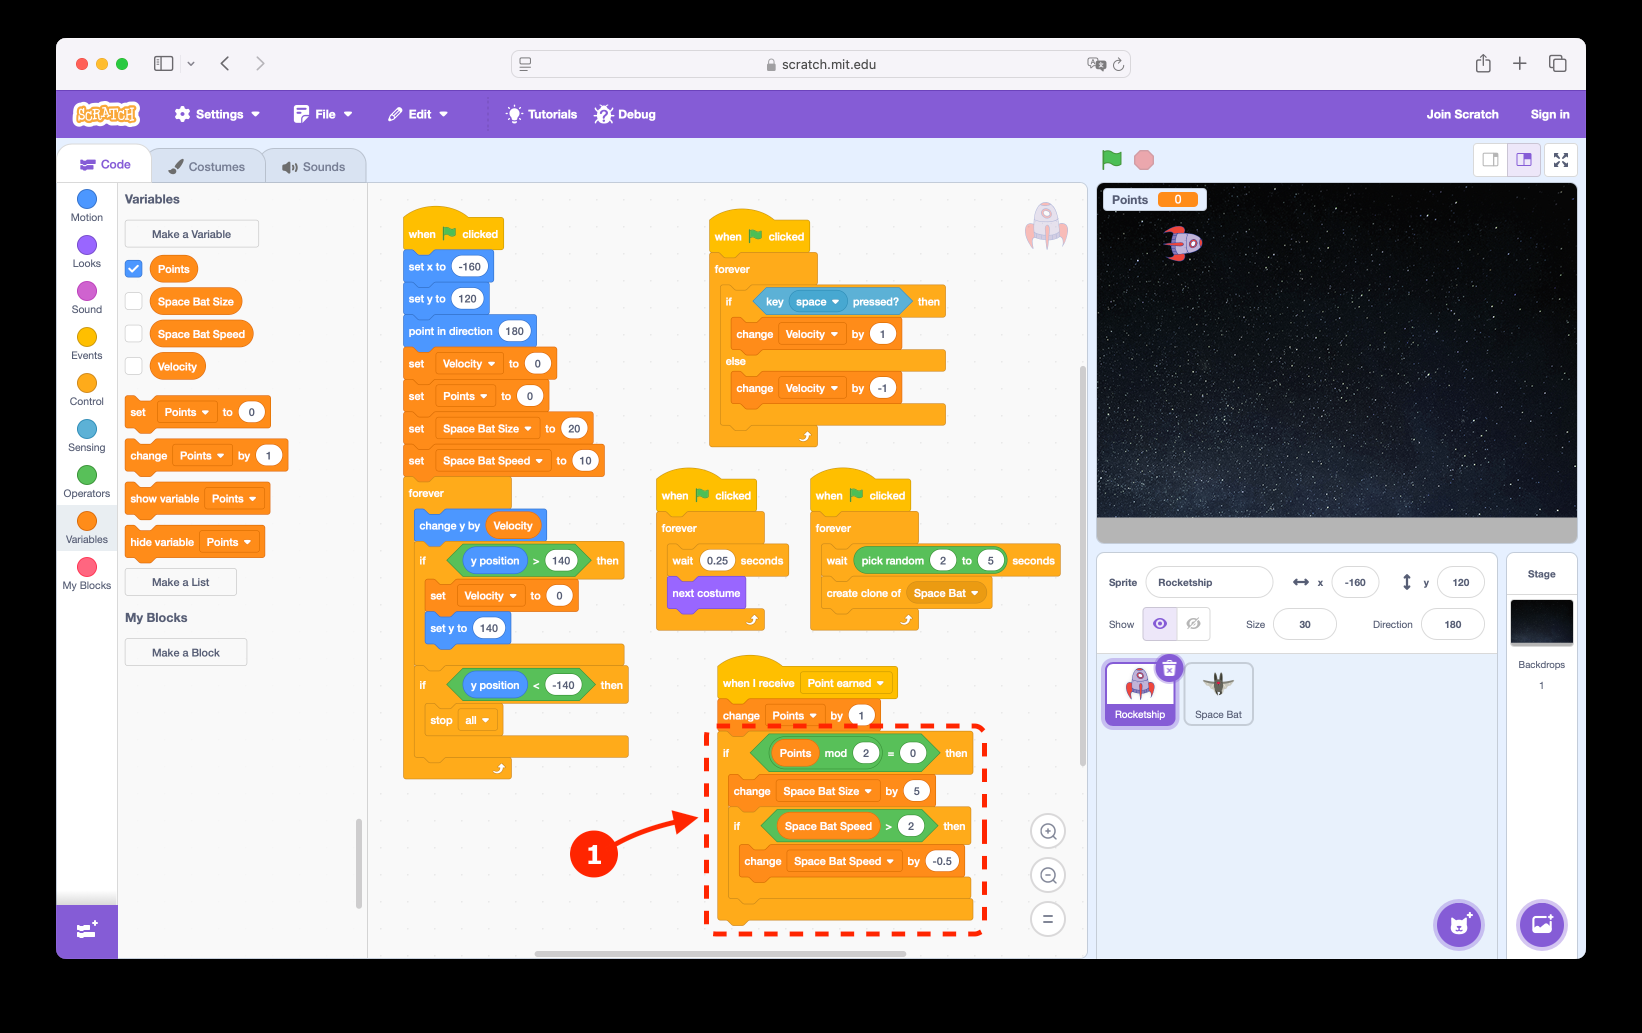 scratch.mit.edu
SCRATCH
Settings
File
Edit
Tutorials
Debug
Join Scratch
Sign in
Code
Costumes
Sounds
Motion
Looks
Sound
Events
Control
Sensing
Operators
Variables
My Blocks
Variables
Make a Variable
Points
Space Bat Size
Space Bat Speed
Velocity
set Points to 0
change Points by 1
show variable Points
hide variable Points
Make a List
My Blocks
Make a Block
when clicked
set x to -160
set y to 120
point in direction 180
set Velocity to 0
set Points to 0
set Space Bat Size to 20
set Space Bat Speed to 10
forever
change y by Velocity
if y position > 140 then
set Velocity to 0
set y to 140
if y position < -140 then
stop all
when clicked
forever
if key space pressed? then
change Velocity by 1
else
change Velocity by -1
when clicked
forever
wait 0.25 seconds
next costume
when clicked
forever
wait pick random 2 to 5 seconds
create clone of Space Bat
when I receive Point earned
change Points by 1
if Points mod 2 = 0 then
change Space Bat Size by 5
if Space Bat Speed > 2 then
change Space Bat Speed by -0.5
1
Points 0
Sprite Rocketship x -160 y 120
Show Size 30 Direction 180
Rocketship
Space Bat
Stage
Backdrops
1